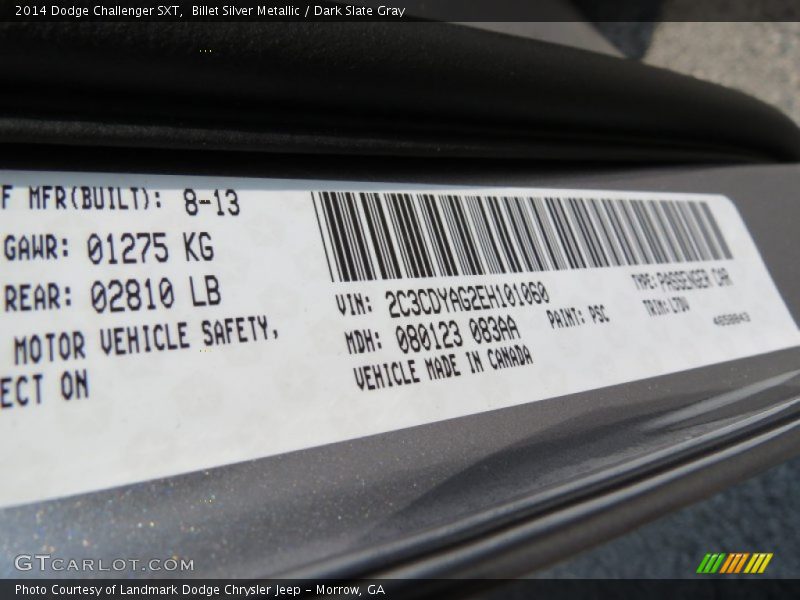 2014 Dodge Challenger SXT, Billet Silver Metallic / Dark Slate Gray
F MFR(BUILT): 8-13
GAWR: 01275 KG
REAR: 02810 LB
MOTOR VEHICLE SAFETY,
ECT ON
VIN: 2C3CDYAG2EH101060
TYPE: PASSENGER CAR
MDH: 080123 083AA
PAINT: PSC
TRIM: LTDV
VEHICLE MADE IN CANADA
GTCARLOT.COM
Photo Courtesy of Landmark Dodge Chrysler Jeep - Morrow, GA